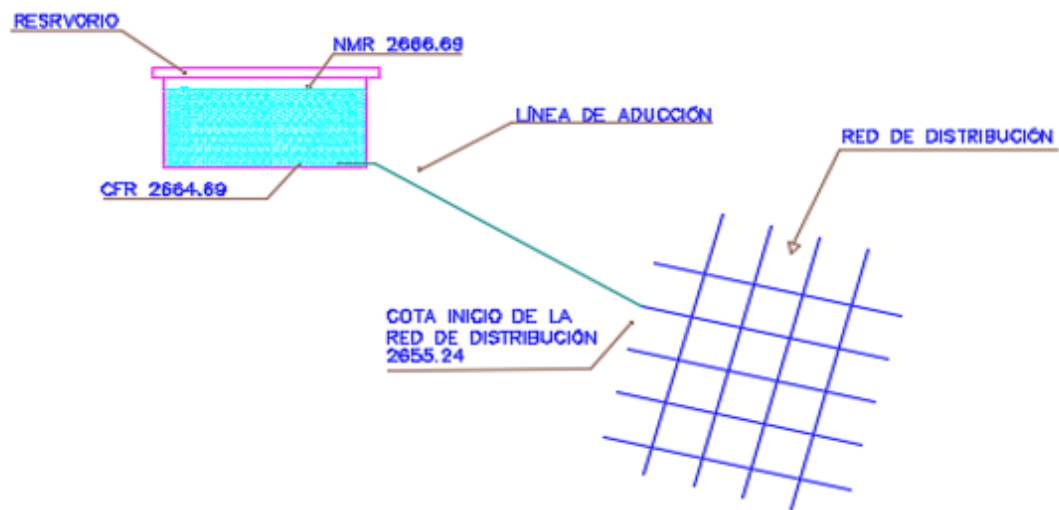 RESRVORIO
NMR 2666.69
LÍNEA DE ADUCCIÓN
RED DE DISTRIBUCIÓN
CFR 2664.69
COTA INICIO DE LA
RED DE DISTRIBUCIÓN
2655.24